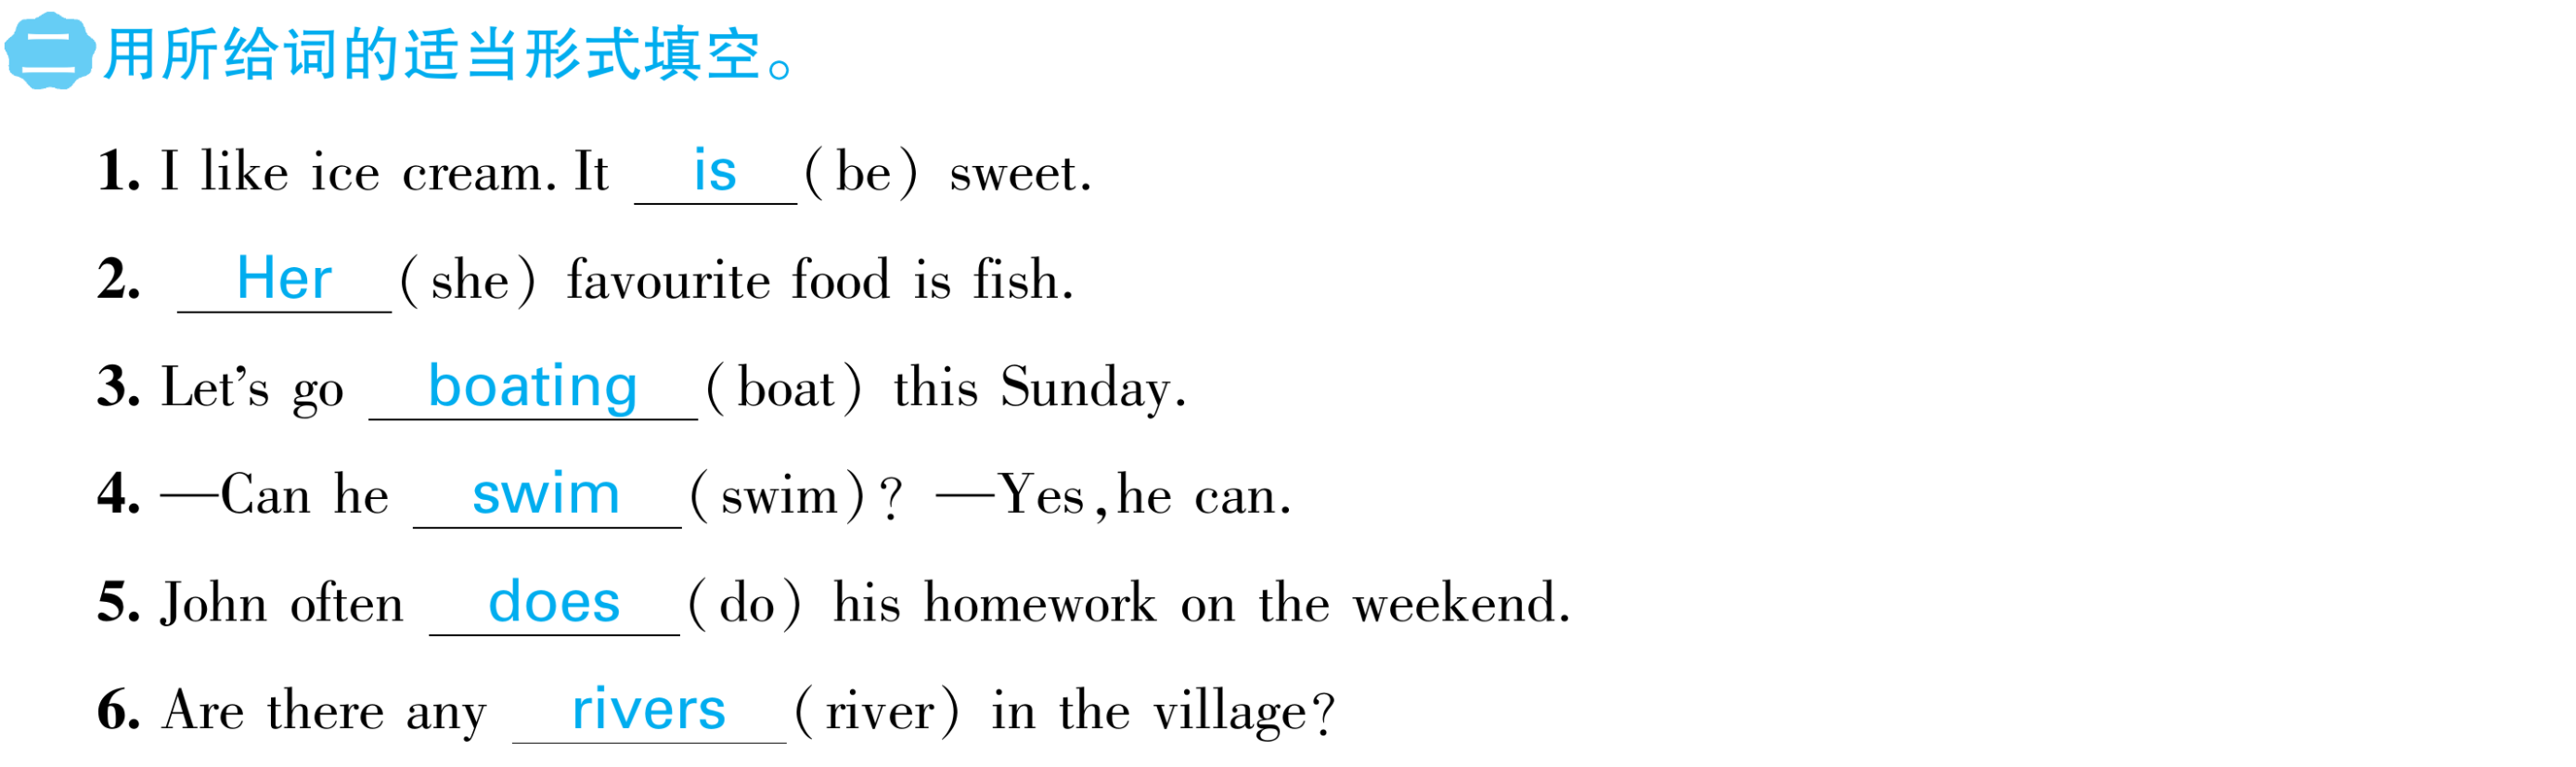 二 用所给词的适当形式填空。
1. I like ice cream. It is (be) sweet.
2. Her (she) favourite food is fish.
3. Let's go boating (boat) this Sunday.
4. —Can he swim (swim)? —Yes, he can.
5. John often does (do) his homework on the weekend.
6. Are there any rivers (river) in the village?